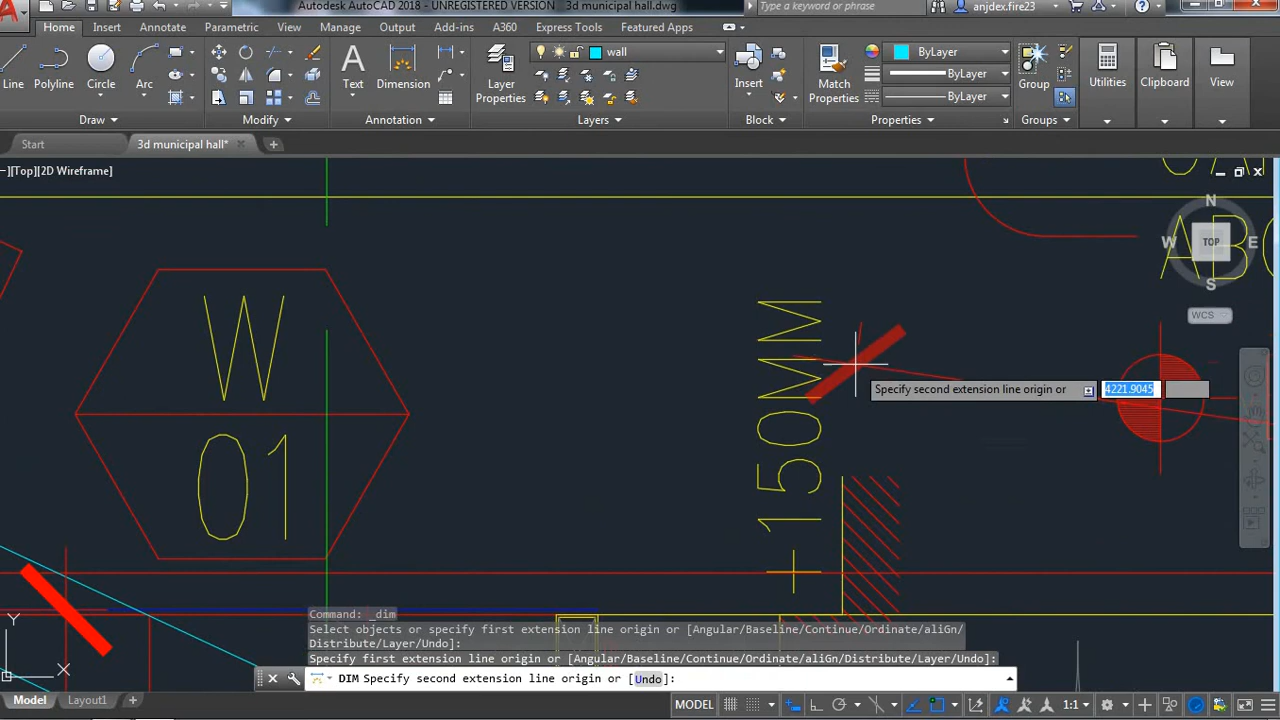 Autodesk AutoCAD 2018 - UNREGISTERED VERSION 3d municipal hall.dwg
Type a keyword or phrase
anjdex.fire23
Home Insert Annotate Parametric View Manage Output Add-ins A360 Express Tools Featured Apps
wall
ByLayer
ByLayer
ByLayer
Line Polyline Circle Arc
Text Dimension
Layer Properties
Insert
Match Properties
Group
Utilities
Clipboard
View
Draw
Modify
Annotation
Layers
Block
Properties
Groups
Start
3d municipal hall*
][Top][2D Wireframe]
N
W
TOP
E
S
WCS
W
01
+150MM
ABC
Specify second extension line origin or
4221.9045
Y
X
Command: _dim
Select objects or specify first extension line origin or [Angular/Baseline/Continue/Ordinate/aliGn/
Distribute/Layer/Undo]:
Specify first extension line origin or [Angular/Baseline/Continue/Ordinate/aliGn/Distribute/Layer/Undo]:
DIM Specify second extension line origin or [Undo]:
Model
Layout1
MODEL
1:1